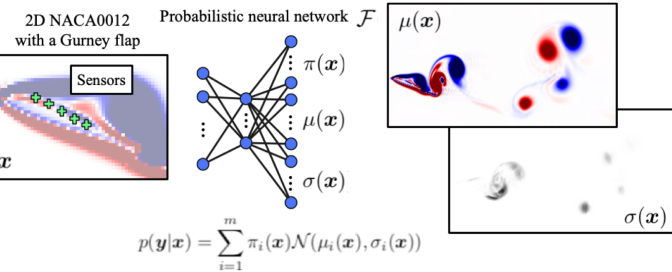 2D NACA0012
with a Gurney flap
Probabilistic neural network ℱ
Sensors
x
π(x)
μ(x)
σ(x)
μ(x)
σ(x)
p(y|x) = ∑_{i=1}^{m} π_i(x)𝒩(μ_i(x), σ_i(x))